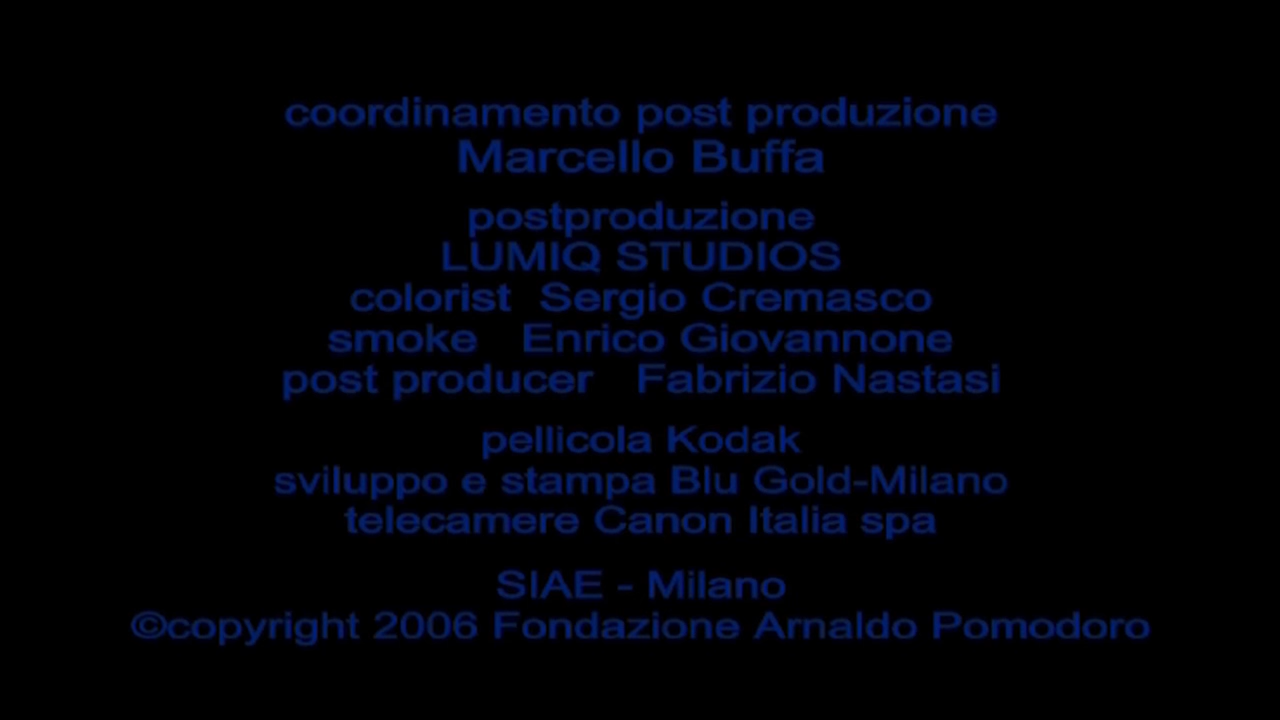 coordinamento post produzione
Marcello Buffa
postproduzione
LUMIQ STUDIOS
colorist Sergio Cremasco
smoke Enrico Giovannone
post producer Fabrizio Nastasi
pellicola Kodak
sviluppo e stampa Blu Gold-Milano
telecamere Canon Italia spa
SIAE - Milano
©copyright 2006 Fondazione Arnaldo Pomodoro